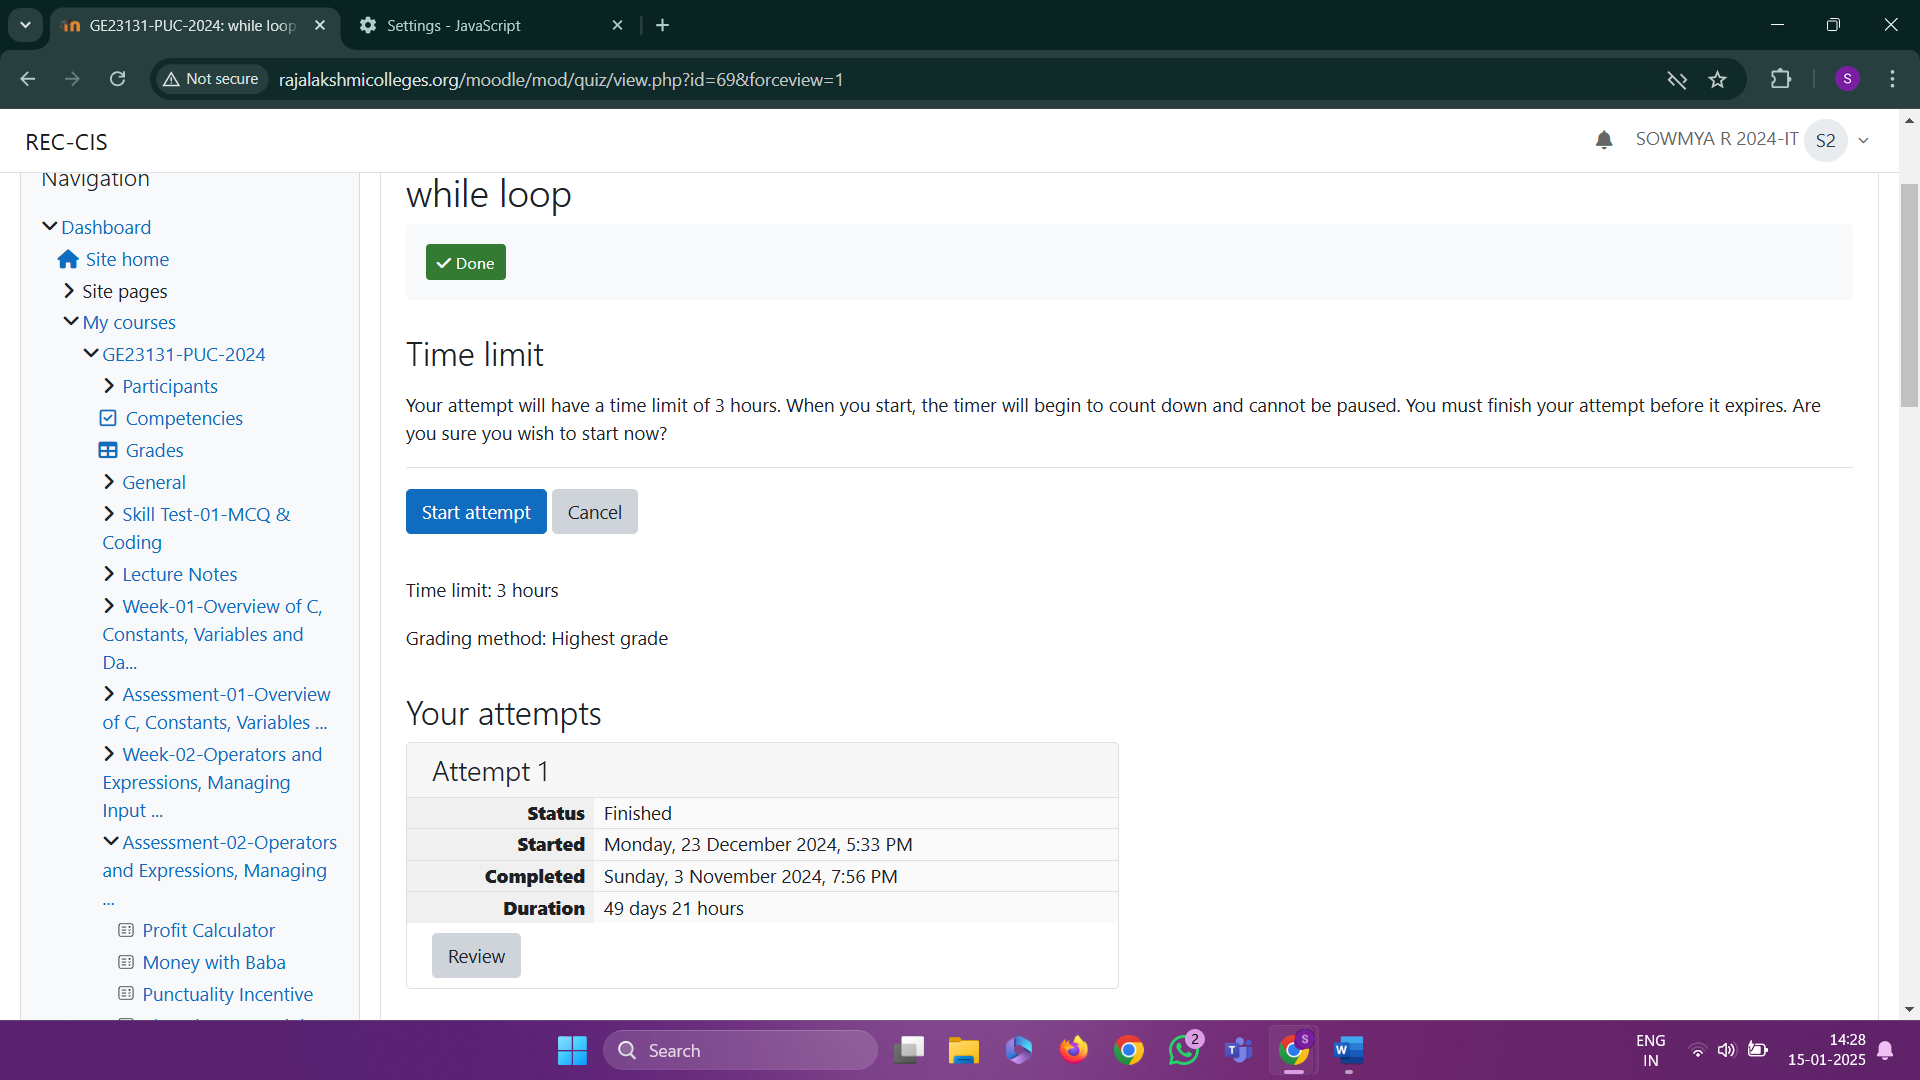 GE23131-PUC-2024: while loop
Settings - JavaScript
Not secure
rajalakshmicolleges.org/moodle/mod/quiz/view.php?id=69&forceview=1
S
REC-CIS
SOWMYA R 2024-IT
S2
Navigation
Dashboard
Site home
Site pages
My courses
GE23131-PUC-2024
Participants
Competencies
Grades
General
Skill Test-01-MCQ &
Coding
Lecture Notes
Week-01-Overview of C,
Constants, Variables and
Da...
Assessment-01-Overview
of C, Constants, Variables ...
Week-02-Operators and
Expressions, Managing
Input ...
Assessment-02-Operators
and Expressions, Managing
...
Profit Calculator
Money with Baba
Punctuality Incentive
while loop
Done
Time limit
Your attempt will have a time limit of 3 hours. When you start, the timer will begin to count down and cannot be paused. You must finish your attempt before it expires. Are
you sure you wish to start now?
Start attempt
Cancel
Time limit: 3 hours
Grading method: Highest grade
Your attempts
Attempt 1
Status Finished
Started Monday, 23 December 2024, 5:33 PM
Completed Sunday, 3 November 2024, 7:56 PM
Duration 49 days 21 hours
Review
Search
2
T
S
W
ENG
IN
14:28
15-01-2025